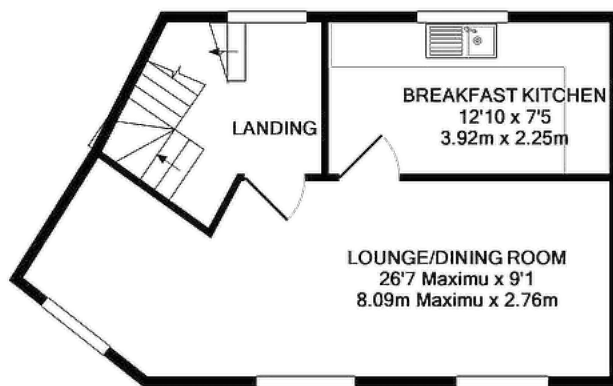 BREAKFAST KITCHEN
12'10 x 7'5
3.92m x 2.25m
LANDING
LOUNGE/DINING ROOM
26'7 Maximu x 9'1
8.09m Maximu x 2.76m